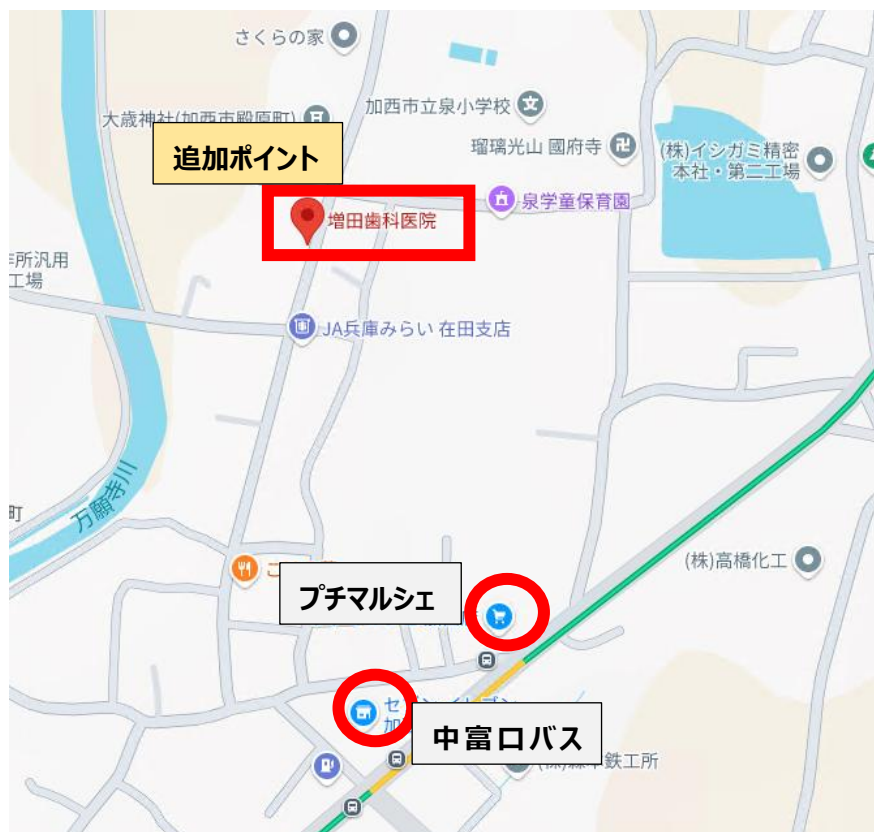 さくらの家
加西市立泉小学校
大歳神社(加西市殿原町)
追加ポイント
瑠璃光山 國府寺
(株)イシガミ精密
本社・第二工場
泉学童保育園
増田歯科医院
所汎用
工場
JA兵庫みらい 在田支店
万願寺川
町
(株)高橋化工
プチマルシェ
中富口バス
鉄工所